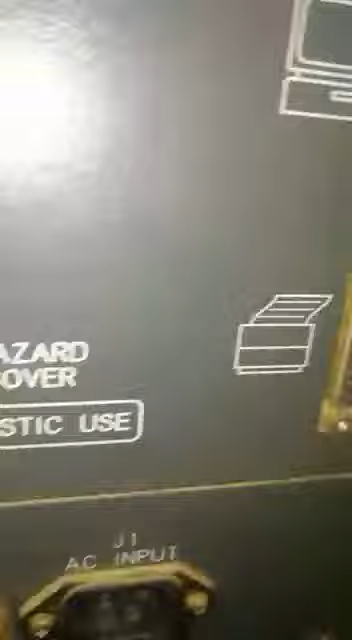 AZARD
OVER
STIC USE
J1
AC INPUT